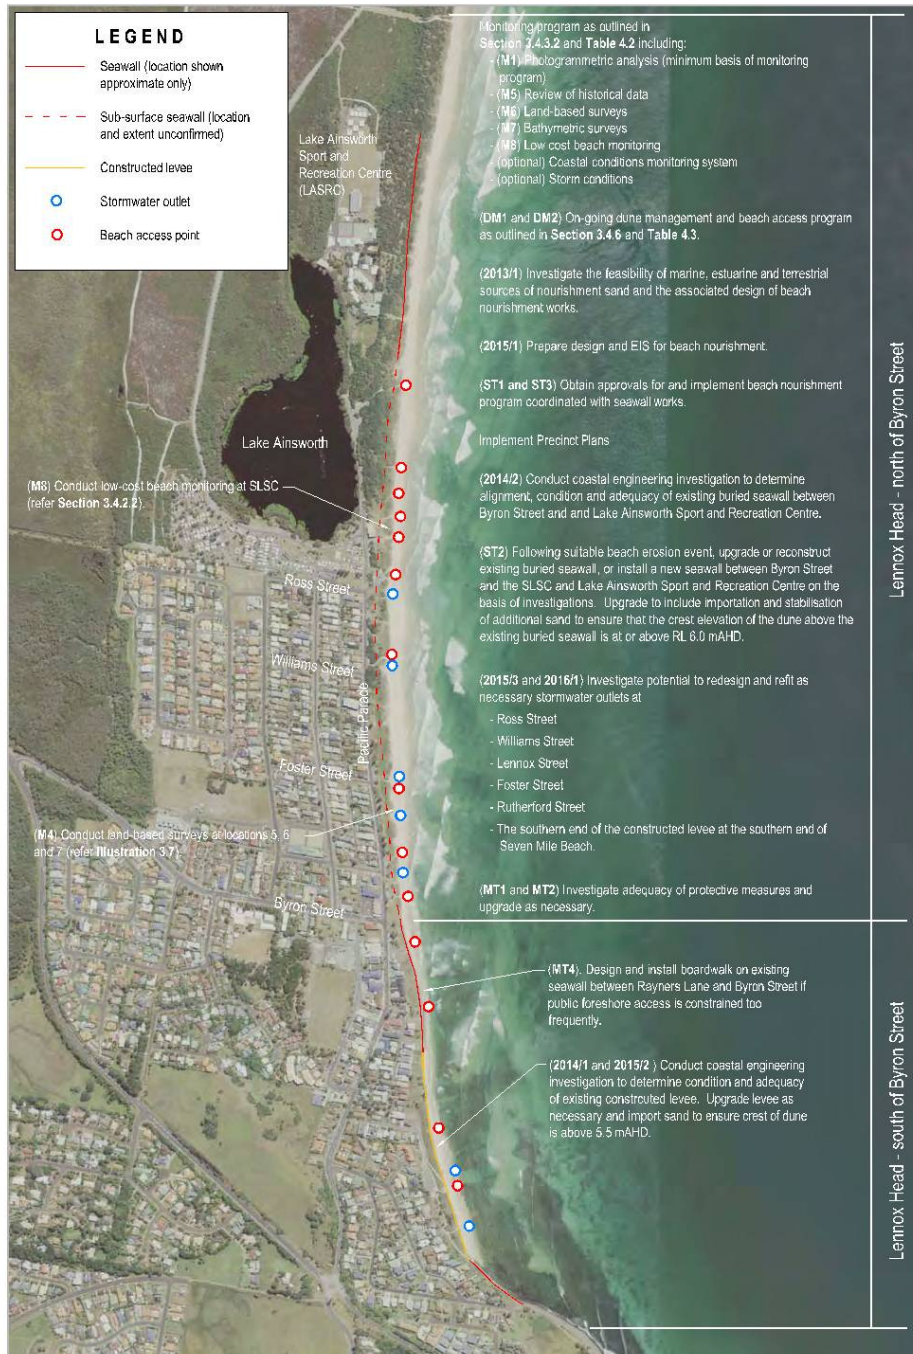 LEGEND
Seawall (location shown
approximate only)
Sub-surface seawall (location
and extent unconfirmed)
Constructed levee
Stormwater outlet
Beach access point
Lake Ainsworth
Sport and
Recreation Centre
(LASRC)
Lake Ainsworth
(M8) Conduct low-cost beach monitoring at SLSC
(refer Section 3.4.2.2).
Ross Street
Williams Street
Pacific Parade
Foster Street
(M4) Conduct land-based surveys at locations 5, 6
and 7 (refer Illustration 3.7).
Byron Street
Monitoring program as outlined in
Section 3.4.3.2 and Table 4.2 including:
- (M1) Photogrammetric analysis (minimum basis of monitoring
program)
- (M5) Review of historical data
- (M6) Land-based surveys
- (M7) Bathymetric surveys
- (M8) Low cost beach monitoring
- (optional) Coastal conditions monitoring system
- (optional) Storm conditions
(DM1 and DM2) On-going dune management and beach access program
as outlined in Section 3.4.6 and Table 4.3.
(2013/1) Investigate the feasibility of marine, estuarine and terrestrial
sources of nourishment sand and the associated design of beach
nourishment works.
(2015/1) Prepare design and EIS for beach nourishment.
(ST1 and ST3) Obtain approvals for and implement beach nourishment
program coordinated with seawall works.
Implement Precinct Plans
(2014/2) Conduct coastal engineering investigation to determine
alignment, condition and adequacy of existing buried seawall between
Byron Street and and Lake Ainsworth Sport and Recreation Centre.
(ST2) Following suitable beach erosion event, upgrade or reconstruct
existing buried seawall, or install a new seawall between Byron Street
and the SLSC and Lake Ainsworth Sport and Recreation Centre on the
basis of investigations. Upgrade to include importation and stabilisation
of additional sand to ensure that the crest elevation of the dune above the
existing buried seawall is at or above RL 6.0 mAHD.
(2015/3 and 2016/1) Investigate potential to redesign and refit as
necessary stormwater outlets at
- Ross Street
- Williams Street
- Lennox Street
- Foster Street
- Rutherford Street
- The southern end of the constructed levee at the southern end of
Seven Mile Beach.
(MT1 and MT2) Investigate adequacy of protective measures and
upgrade as necessary.
(MT4). Design and install boardwalk on existing
seawall between Rayners Lane and Byron Street if
public foreshore access is constrained too
frequently.
(2014/1 and 2015/2 ) Conduct coastal engineering
investigation to determine condition and adequacy
of existing constrcuted levee. Upgrade levee as
necessary and import sand to ensure crest of dune
is above 5.5 mAHD.
Lennox Head - north of Byron Street
Lennox Head - south of Byron Street